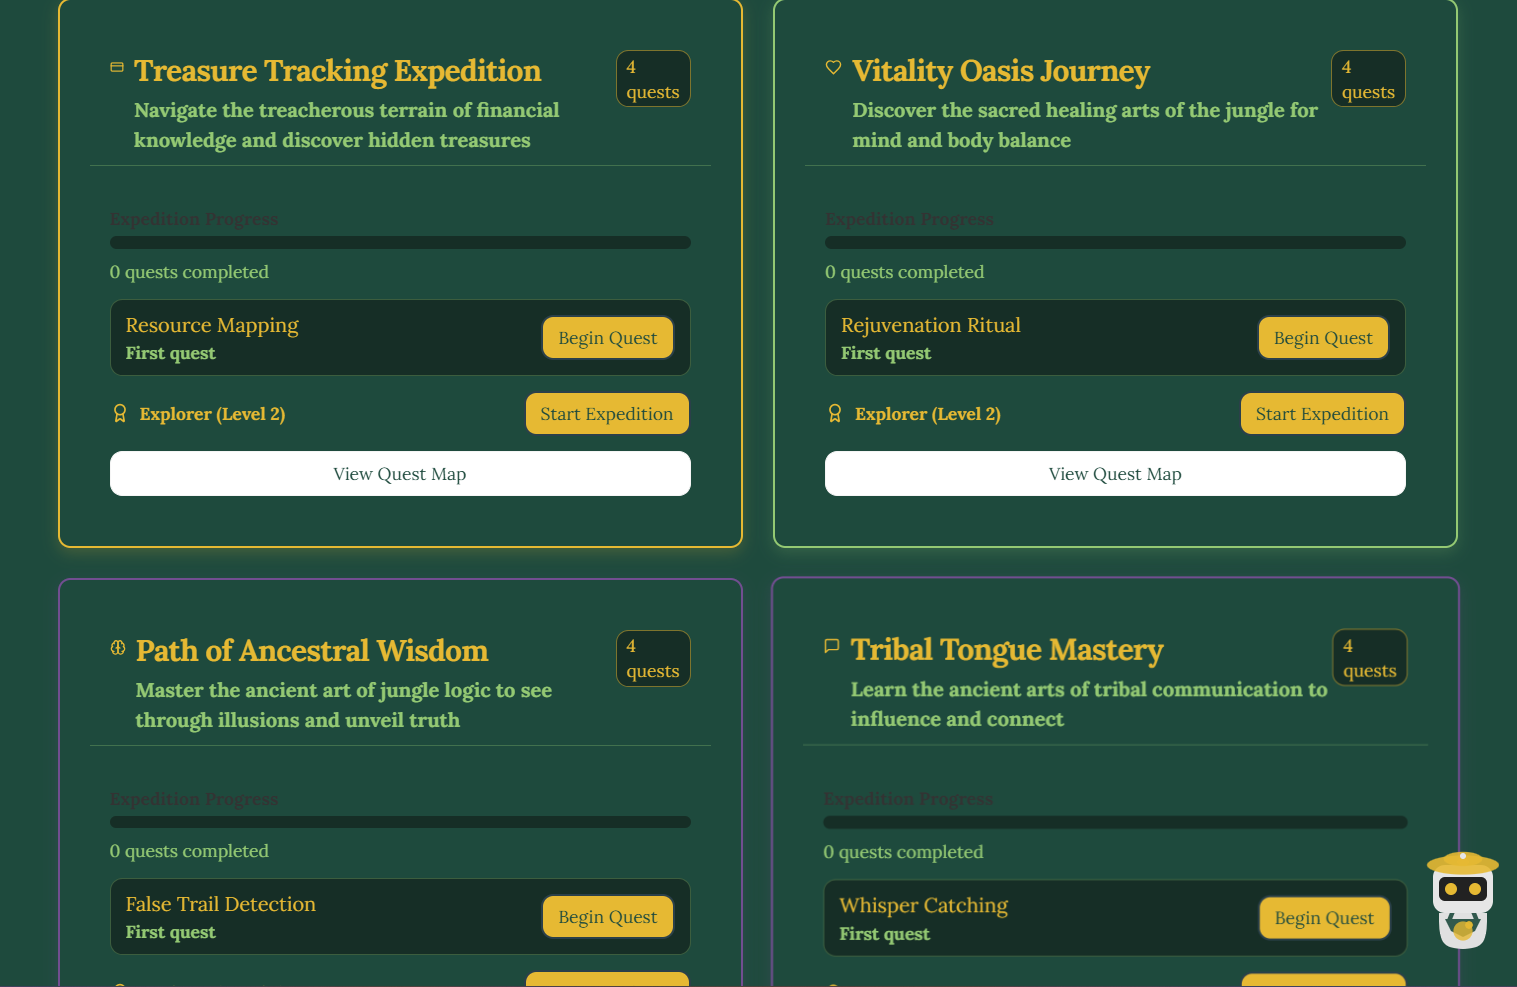 Treasure Tracking Expedition
4
quests
Navigate the treacherous terrain of financial
knowledge and discover hidden treasures
Expedition Progress
0 quests completed
Resource Mapping
First quest
Begin Quest
Explorer (Level 2)
Start Expedition
View Quest Map
Vitality Oasis Journey
4
quests
Discover the sacred healing arts of the jungle for
mind and body balance
Expedition Progress
0 quests completed
Rejuvenation Ritual
First quest
Begin Quest
Explorer (Level 2)
Start Expedition
View Quest Map
Path of Ancestral Wisdom
4
quests
Master the ancient art of jungle logic to see
through illusions and unveil truth
Expedition Progress
0 quests completed
False Trail Detection
First quest
Begin Quest
Tribal Tongue Mastery
4
quests
Learn the ancient arts of tribal communication to
influence and connect
Expedition Progress
0 quests completed
Whisper Catching
First quest
Begin Quest